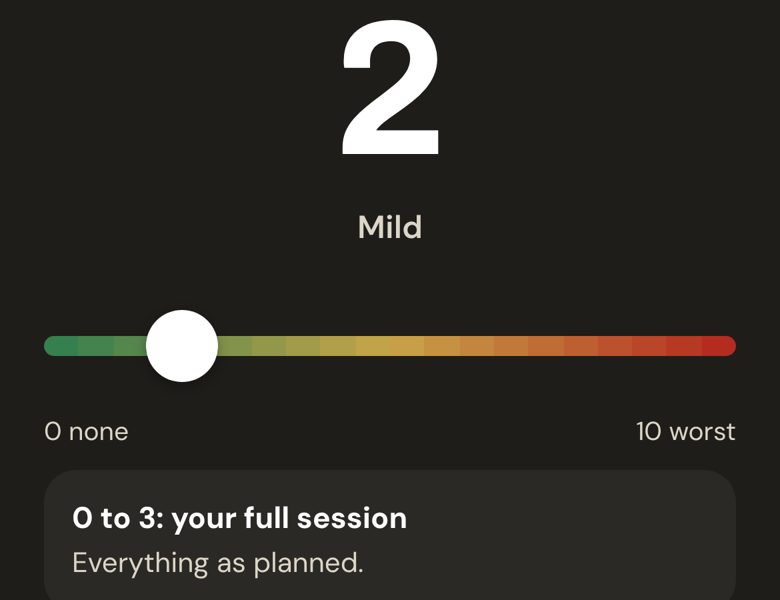 2
Mild
0 none
10 worst
0 to 3: your full session
Everything as planned.